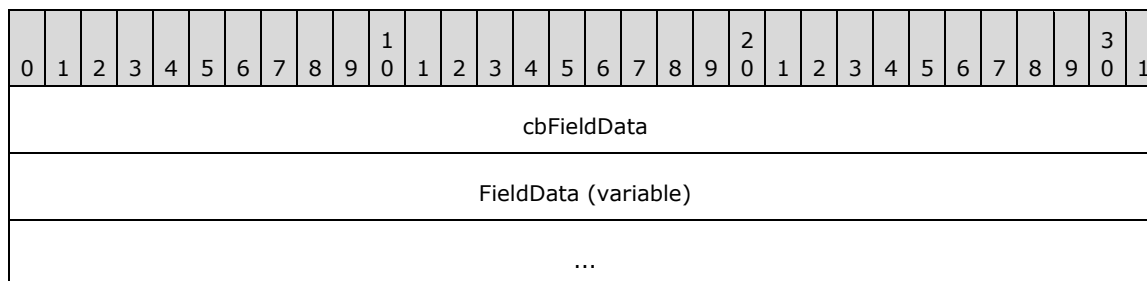 1 2 3
0 1 2 3 4 5 6 7 8 9 0 1 2 3 4 5 6 7 8 9 0 1 2 3 4 5 6 7 8 9 0 1
cbFieldData
FieldData (variable)
...